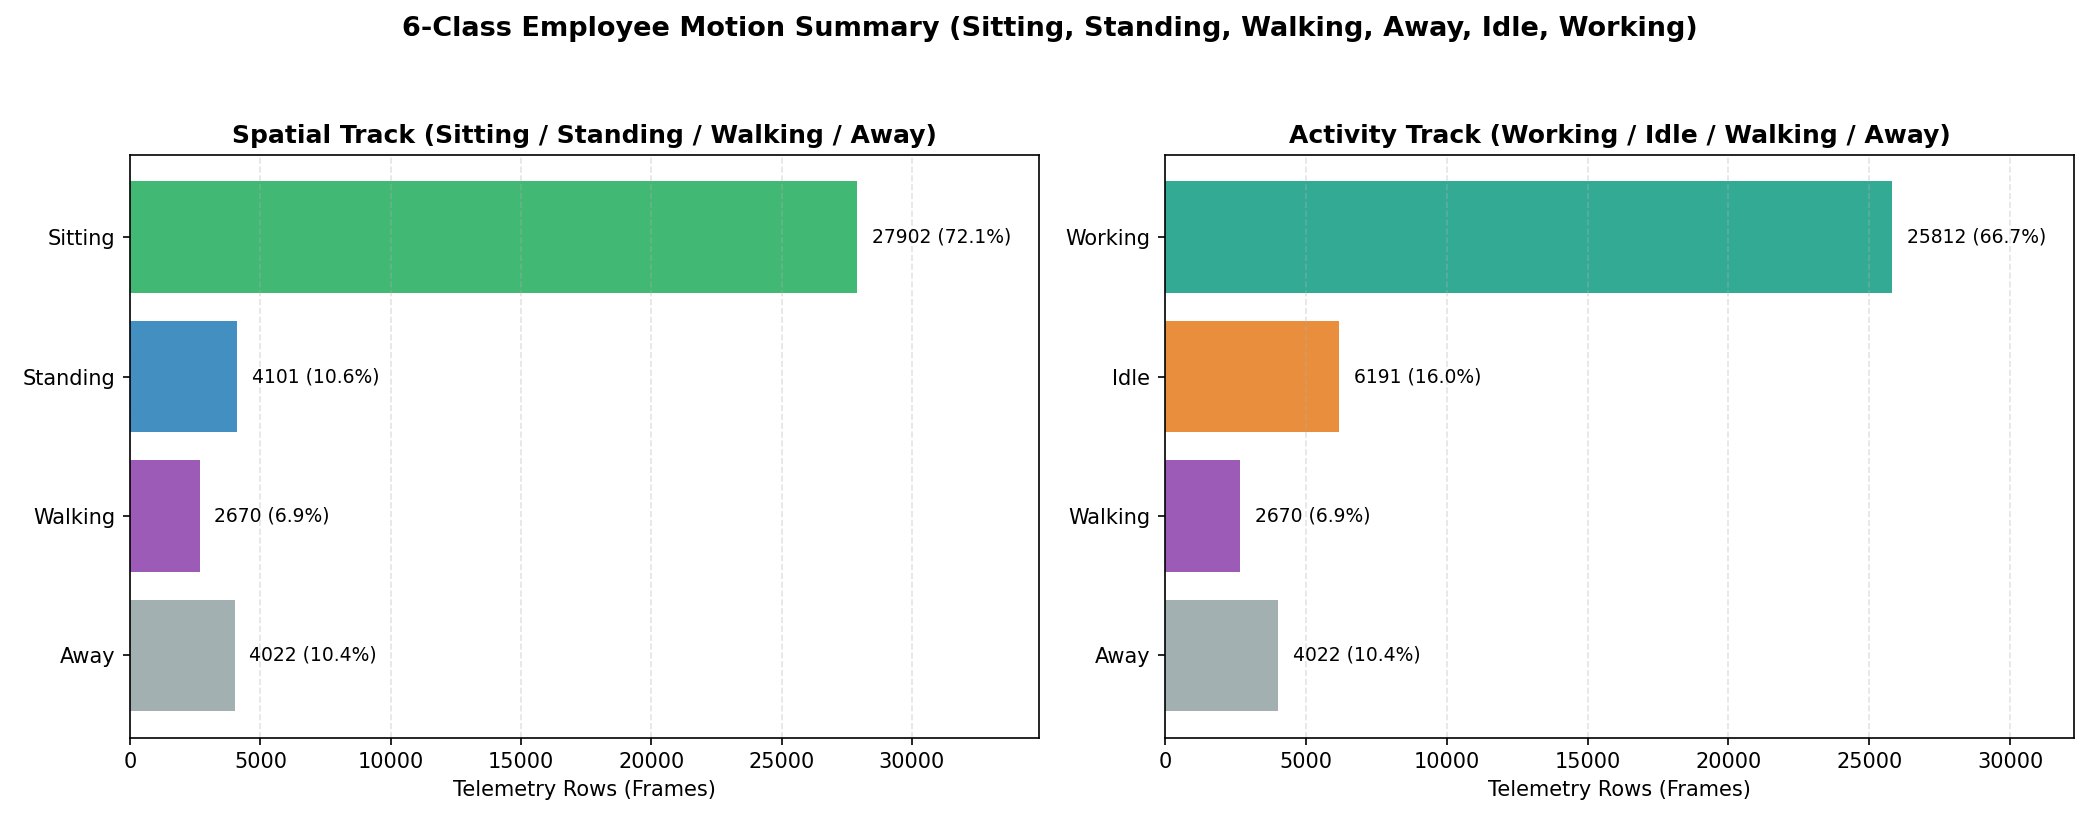 6-Class Employee Motion Summary (Sitting, Standing, Walking, Away, Idle, Working)
Spatial Track (Sitting / Standing / Walking / Away)
Sitting
27902 (72.1%)
Standing
4101 (10.6%)
Walking
2670 (6.9%)
Away
4022 (10.4%)
0 5000 10000 15000 20000 25000 30000
Telemetry Rows (Frames)
Activity Track (Working / Idle / Walking / Away)
Working
25812 (66.7%)
Idle
6191 (16.0%)
Walking
2670 (6.9%)
Away
4022 (10.4%)
0 5000 10000 15000 20000 25000 30000
Telemetry Rows (Frames)